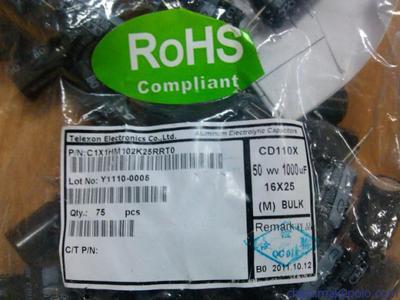 RoHS
Compliant
Telexon Electronics Co.,Ltd.
Aluminum Electrolytic Capacitors
P/N: C1X1HM102K25RRT0
CD110X
50 wv 1000uF
16X25
(M) BULK
Lot No: Y1110-0005
Qty.: 75 pcs
C/T P/N:
Remark
B0 2011.10.12